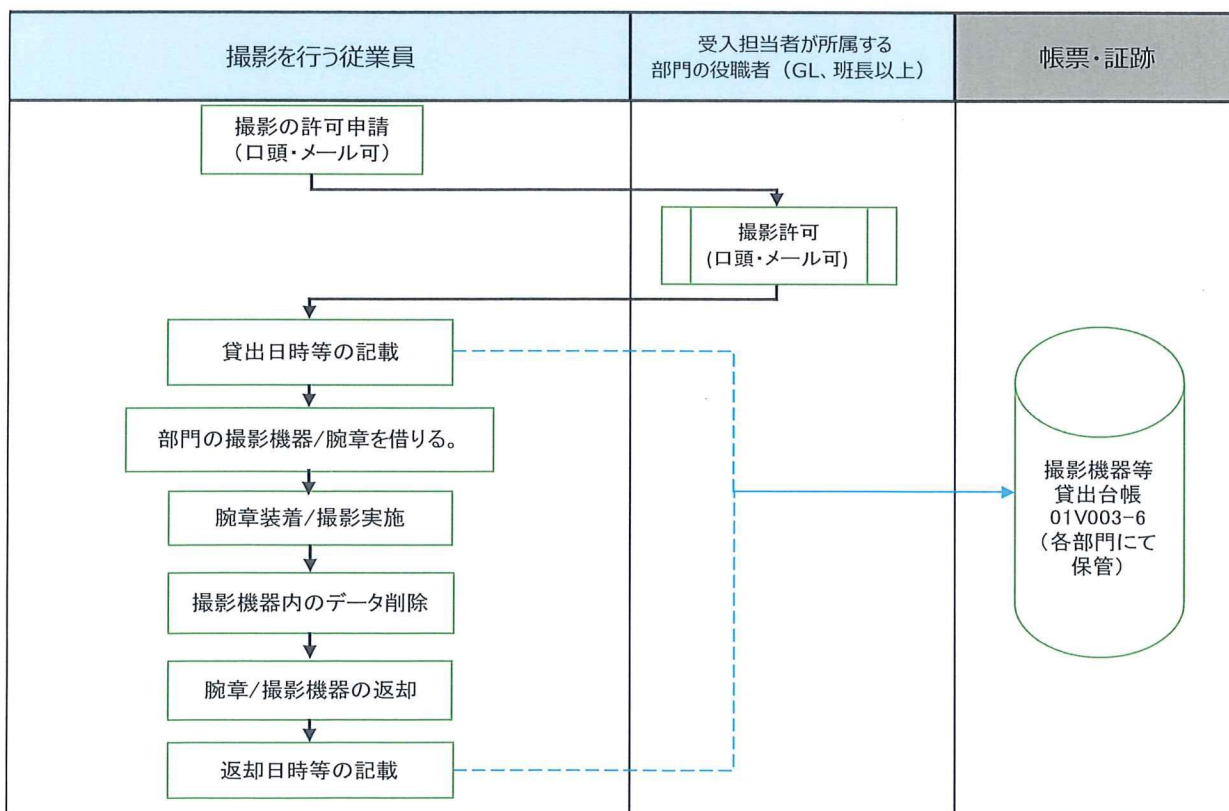 撮影を行う従業員
受入担当者が所属する
部門の役職者（GL、班長以上）
帳票・証跡
撮影の許可申請
（口頭・メール可）
撮影許可
(口頭・メール可)
貸出日時等の記載
部門の撮影機器/腕章を借りる。
腕章装着/撮影実施
撮影機器内のデータ削除
腕章/撮影機器の返却
返却日時等の記載
撮影機器等
貸出台帳
01V003-6
（各部門にて
保管）